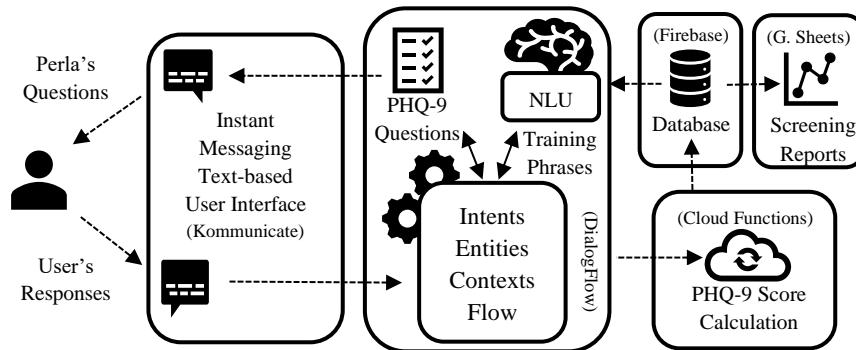 Perla's
Questions
User's
Responses
Instant
Messaging
Text-based
User Interface
(Kommunicate)
PHQ-9
Questions
NLU
Training
Phrases
Intents
Entities
Contexts
Flow
(DialogFlow)
(Firebase)
Database
(G. Sheets)
Screening
Reports
(Cloud Functions)
PHQ-9 Score
Calculation